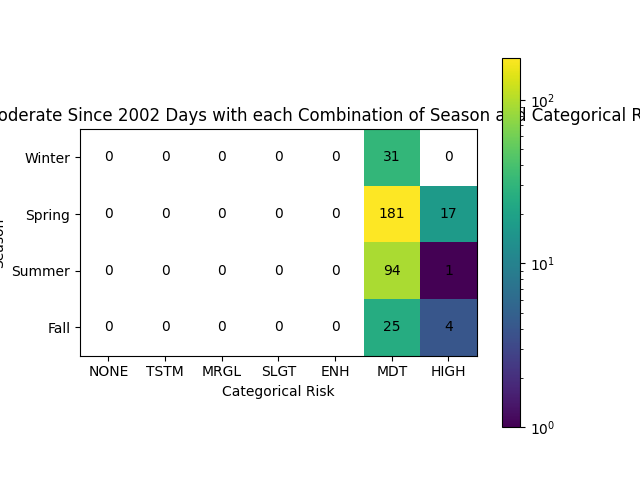 Since 2002 Days with each Combination of Season and Categorical
Winter 0 0 0 0 0 31 0
Spring 0 0 0 0 0 181 17
Summer 0 0 0 0 0 94 1
Fall 0 0 0 0 0 25 4
NONE TSTM MRGL SLGT ENH MDT HIGH
Categorical Risk
10²
10¹
10⁰